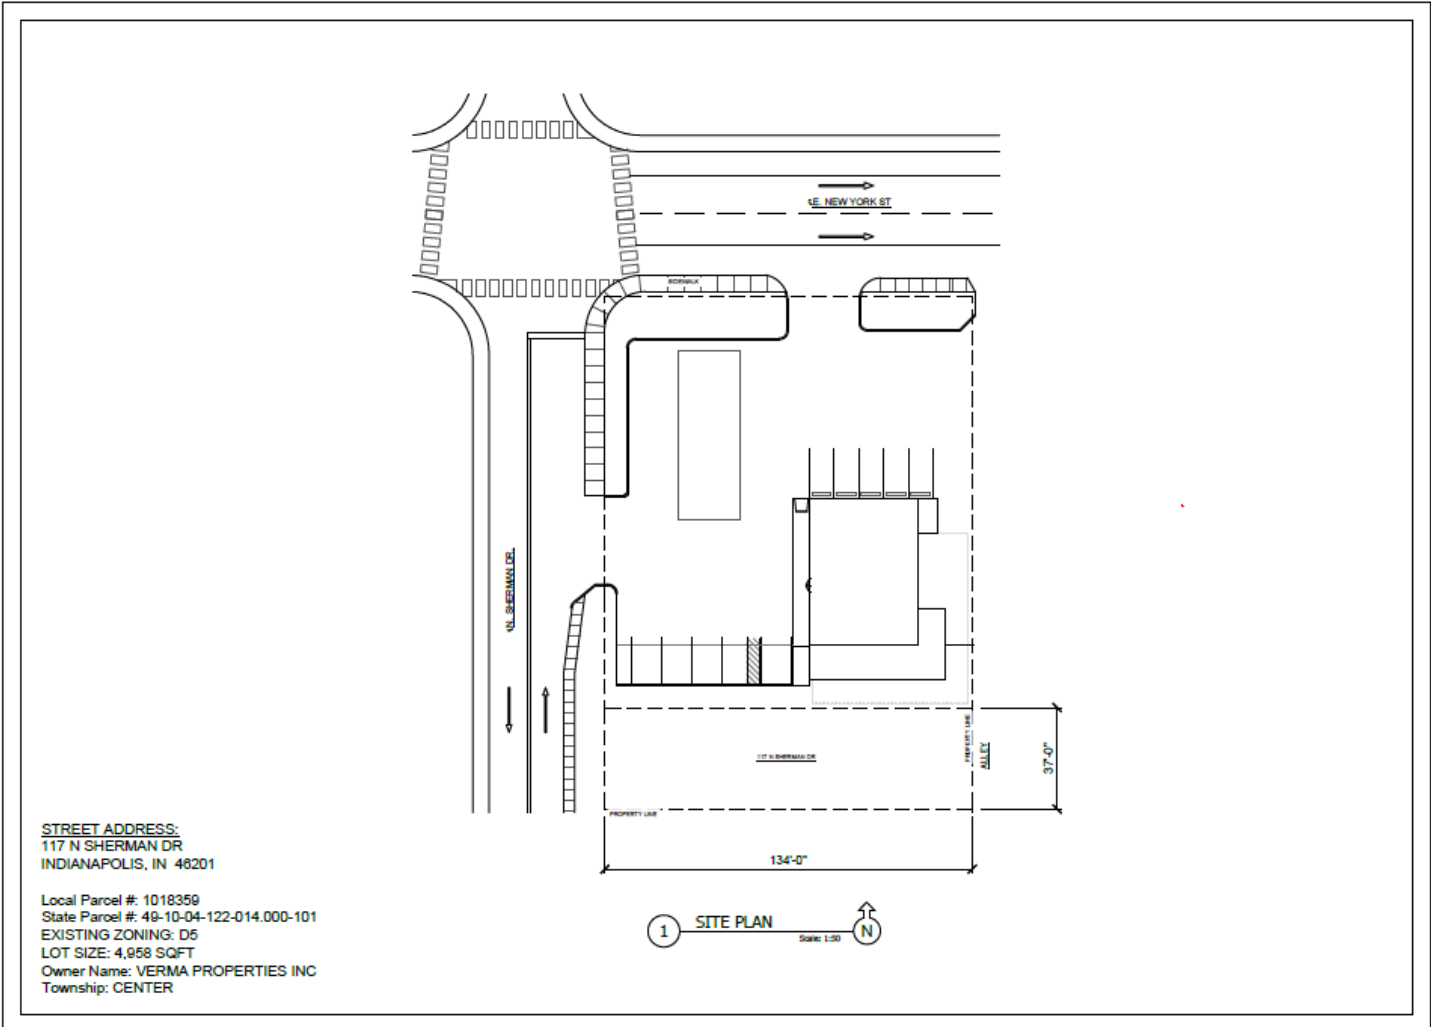 E. NEW YORK ST
SIDEWALK
N. SHERMAN DR.
117 N SHERMAN DR
PROPERTY LINE
ALLEY
37'-0"
PROPERTY LINE
134'-0"
STREET ADDRESS:
117 N SHERMAN DR
INDIANAPOLIS, IN 46201
Local Parcel #: 1018359
State Parcel #: 49-10-04-122-014.000-101
EXISTING ZONING: D5
LOT SIZE: 4,958 SQFT
Owner Name: VERMA PROPERTIES INC
Township: CENTER
1 SITE PLAN
Scale: 1:50
N